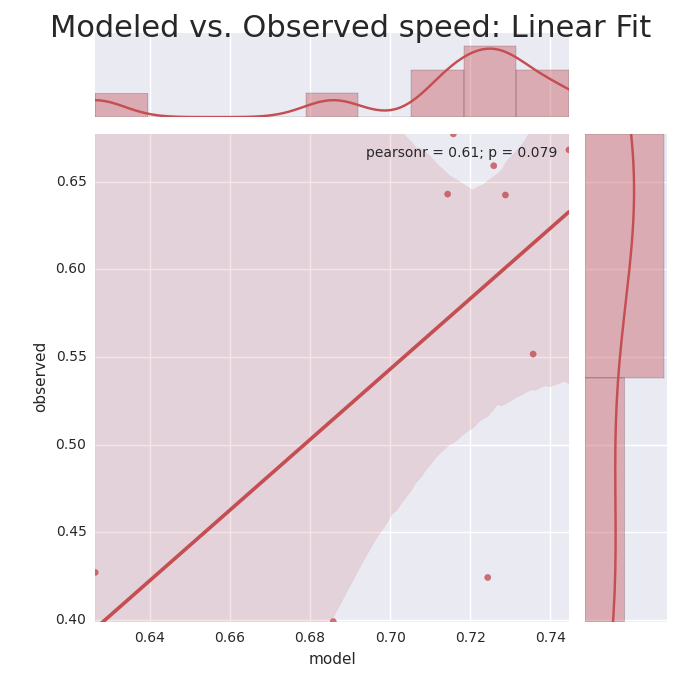 Modeled vs. Observed speed: Linear Fit
pearsonr = 0.61; p = 0.079
0.65
0.60
0.55
0.50
0.45
0.40
observed
0.64 0.66 0.68 0.70 0.72 0.74
model